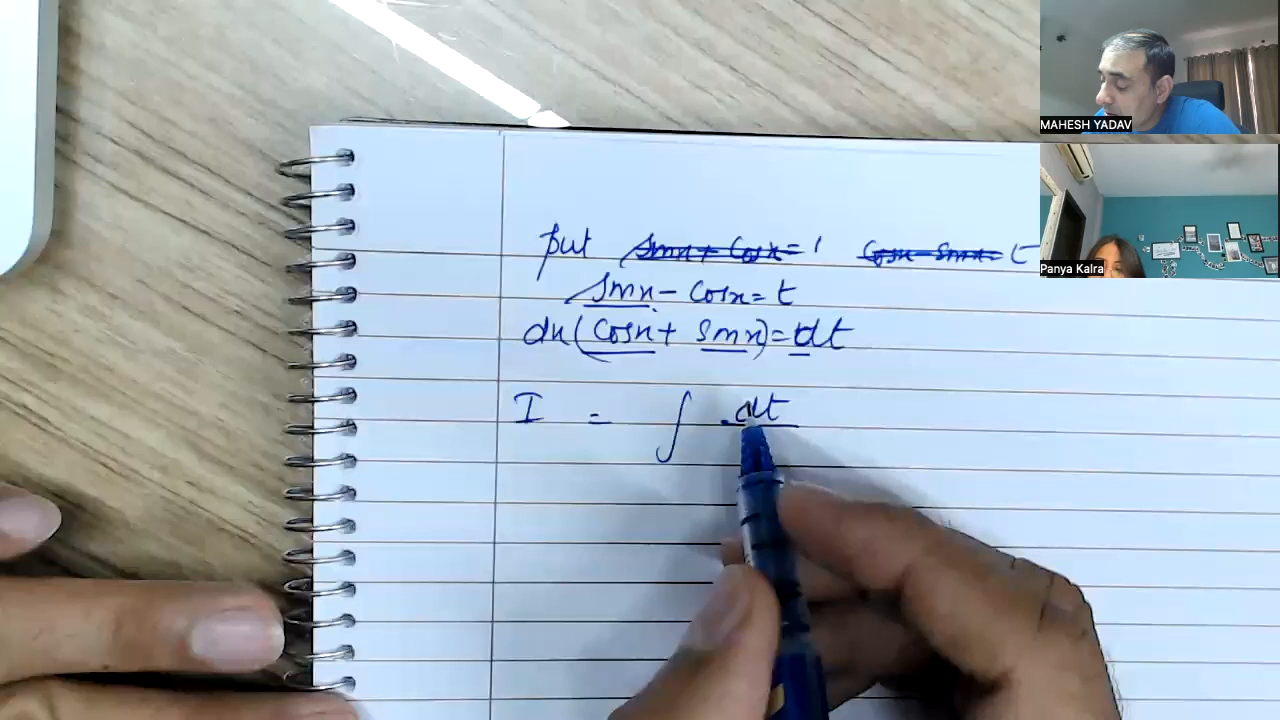 MAHESH YADAV
Panya Kalra
put sinx + cosx = 1 cosx - sinx = t
sinx - cosx = t
dx (cosx + sinx) = dt
I = ∫ dt